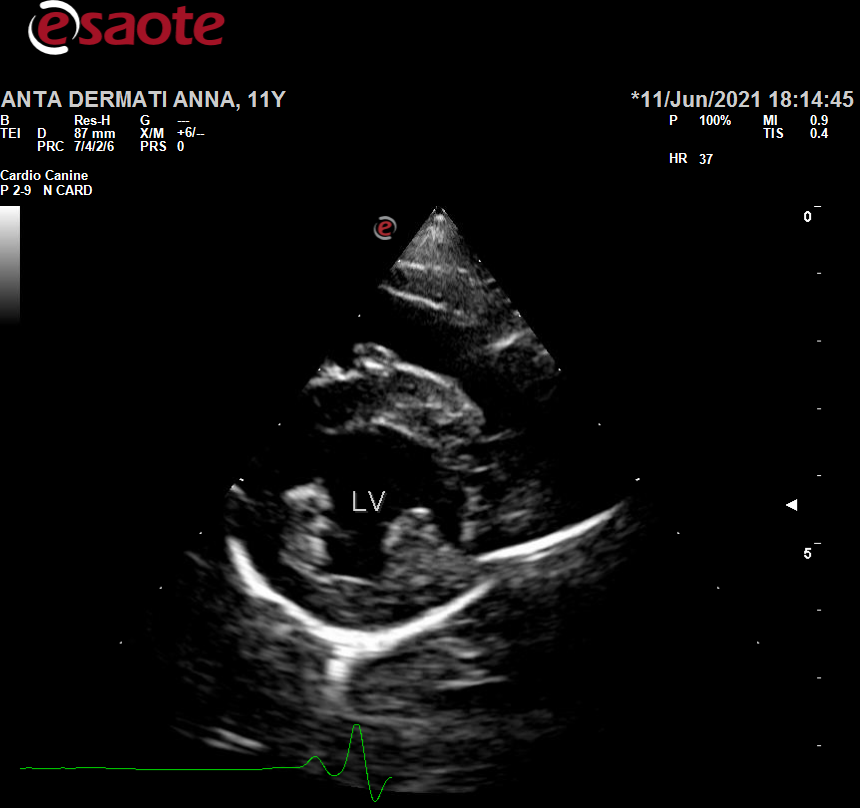 esaote
ANTA DERMATI ANNA, 11Y *11/Jun/2021 18:14:45
B Res-H G --- P 100% MI 0.9
TEI D 87 mm X/M +6/-- TIS 0.4
PRC 7/4/2/6 PRS 0
HR 37
Cardio Canine
P 2-9 N CARD
e
0
LV
5